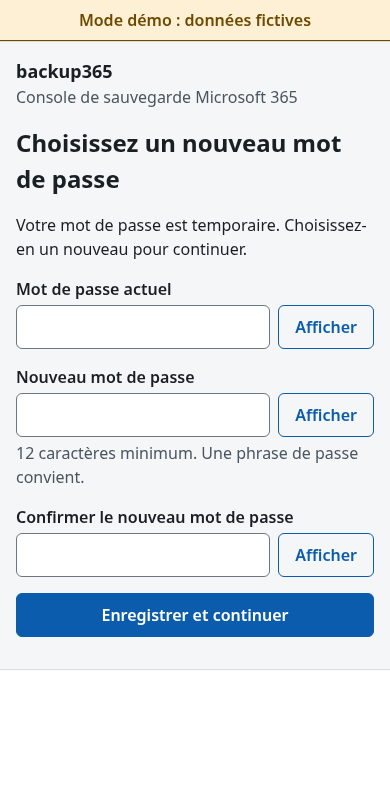 Mode démo : données fictives
backup365
Console de sauvegarde Microsoft 365
Choisissez un nouveau mot
de passe
Votre mot de passe est temporaire. Choisissez-
en un nouveau pour continuer.
Mot de passe actuel
Afficher
Nouveau mot de passe
Afficher
12 caractères minimum. Une phrase de passe
convient.
Confirmer le nouveau mot de passe
Afficher
Enregistrer et continuer